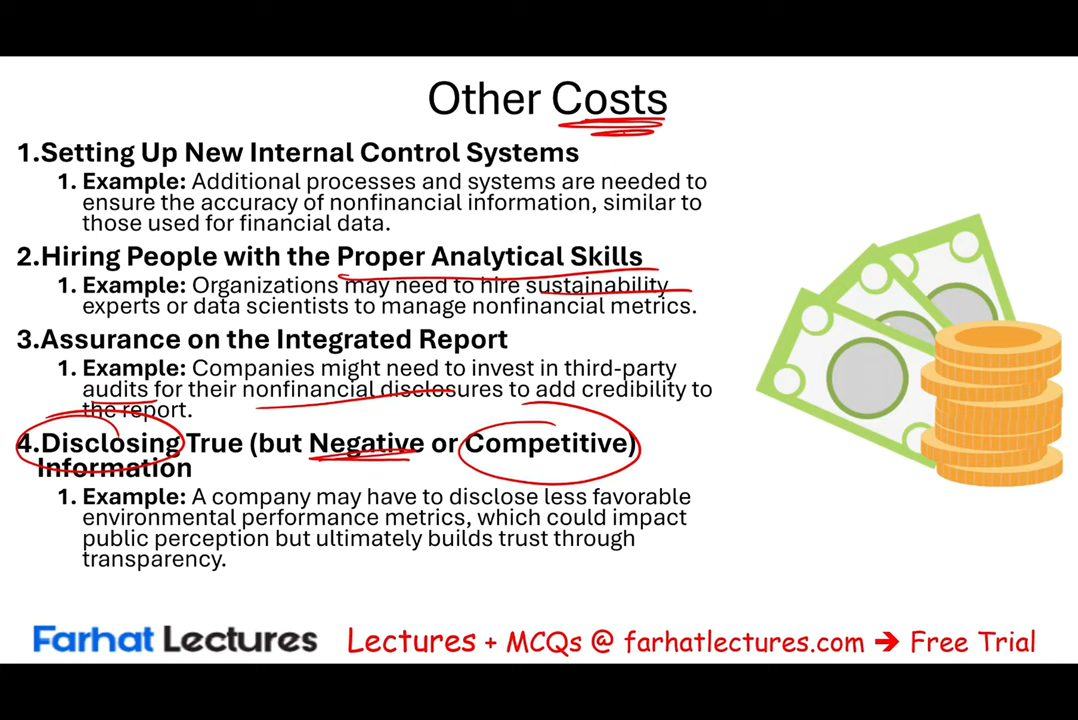 Other Costs
1.Setting Up New Internal Control Systems
1. Example: Additional processes and systems are needed to
ensure the accuracy of nonfinancial information, similar to
those used for financial data.
2.Hiring People with the Proper Analytical Skills
1. Example: Organizations may need to hire sustainability
experts or data scientists to manage nonfinancial metrics.
3.Assurance on the Integrated Report
1. Example: Companies might need to invest in third-party
audits for their nonfinancial disclosures to add credibility to
the report.
4.Disclosing True (but Negative or Competitive)
Information
1. Example: A company may have to disclose less favorable
environmental performance metrics, which could impact
public perception but ultimately builds trust through
transparency.
Farhat Lectures Lectures + MCQs @ farhatlectures.com → Free Trial